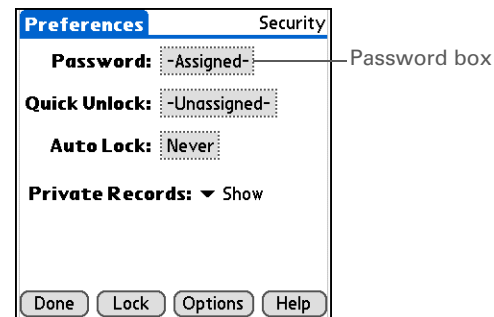 Preferences Security
Password: -Assigned- Password box
Quick Unlock: -Unassigned-
Auto Lock: Never
Private Records: Show
Done Lock Options Help